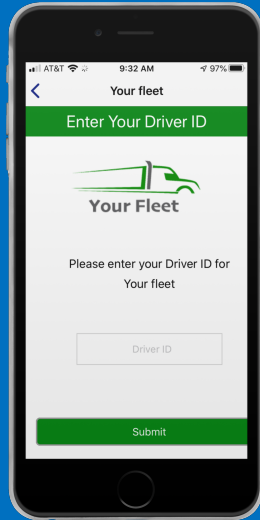 AT&T 9:32 AM 97%
Your fleet
Enter Your Driver ID
Your Fleet
Please enter your Driver ID for
Your fleet
Driver ID
Submit